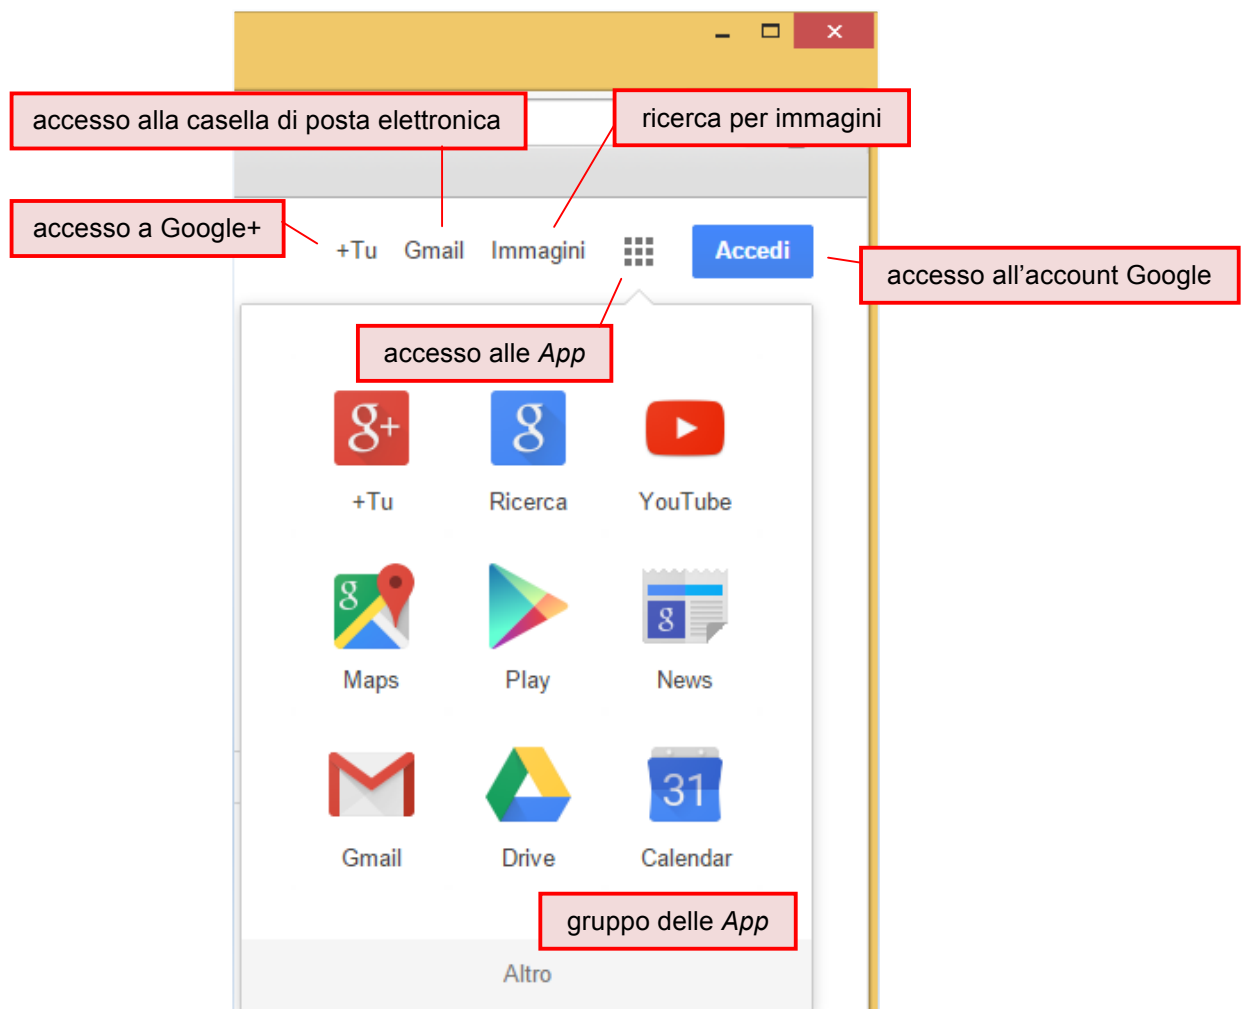 accesso alla casella di posta elettronica
ricerca per immagini
accesso a Google+
+Tu Gmail Immagini Accedi
accesso all’account Google
accesso alle App
g+ g
+Tu Ricerca YouTube
g g
Maps Play News
31
Gmail Drive Calendar
gruppo delle App
Altro